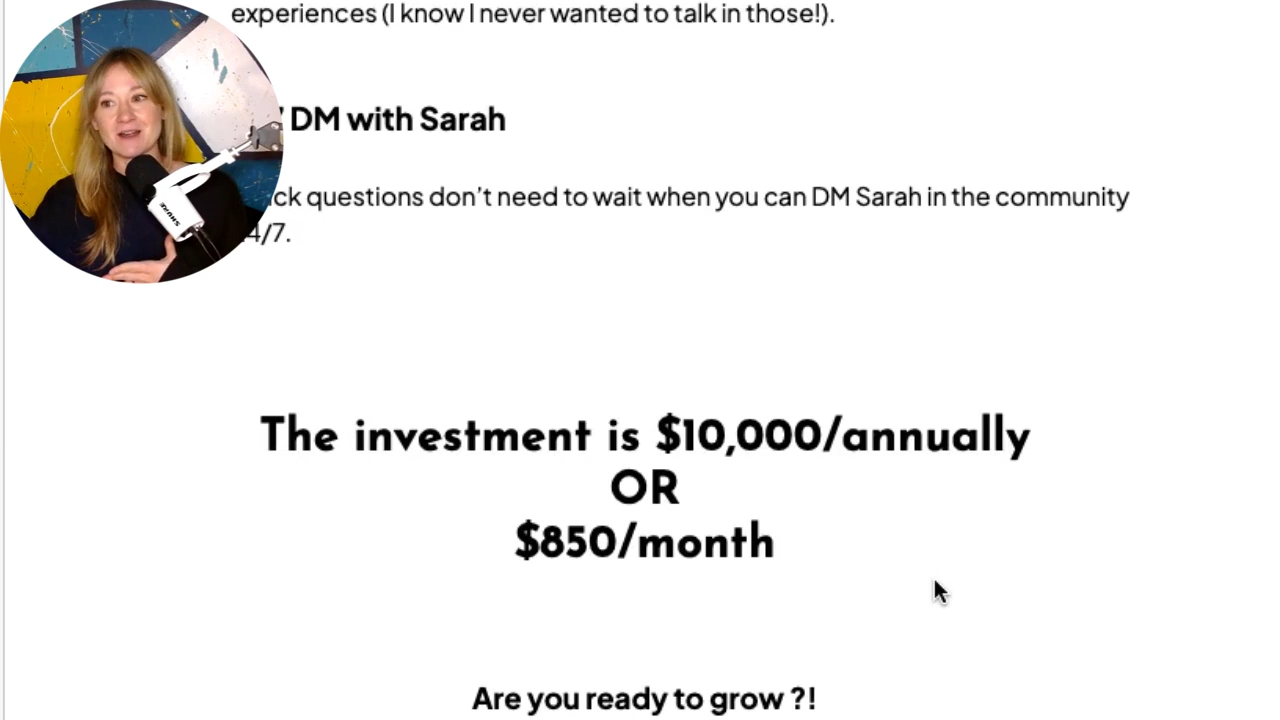 experiences (I know I never wanted to talk in those!).
DM with Sarah
questions don't need to wait when you can DM Sarah in the community
/7.
The investment is $10,000/annually
OR
$850/month
Are you ready to grow ?!
SHURE